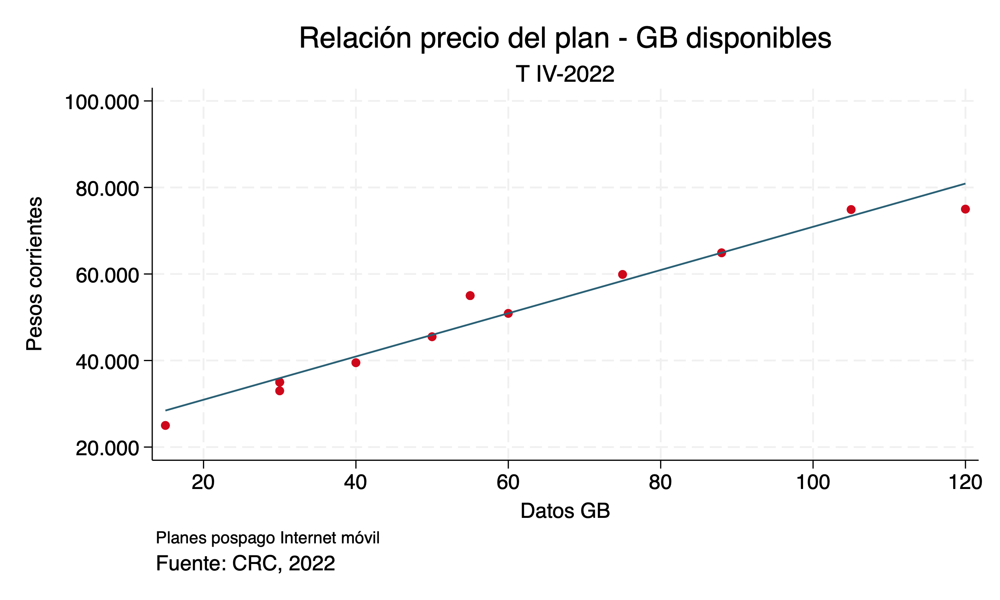 Relación precio del plan - GB disponibles
T IV-2022
100.000
80.000
60.000
40.000
20.000
Pesos corrientes
20 40 60 80 100 120
Datos GB
Planes pospago Internet móvil
Fuente: CRC, 2022